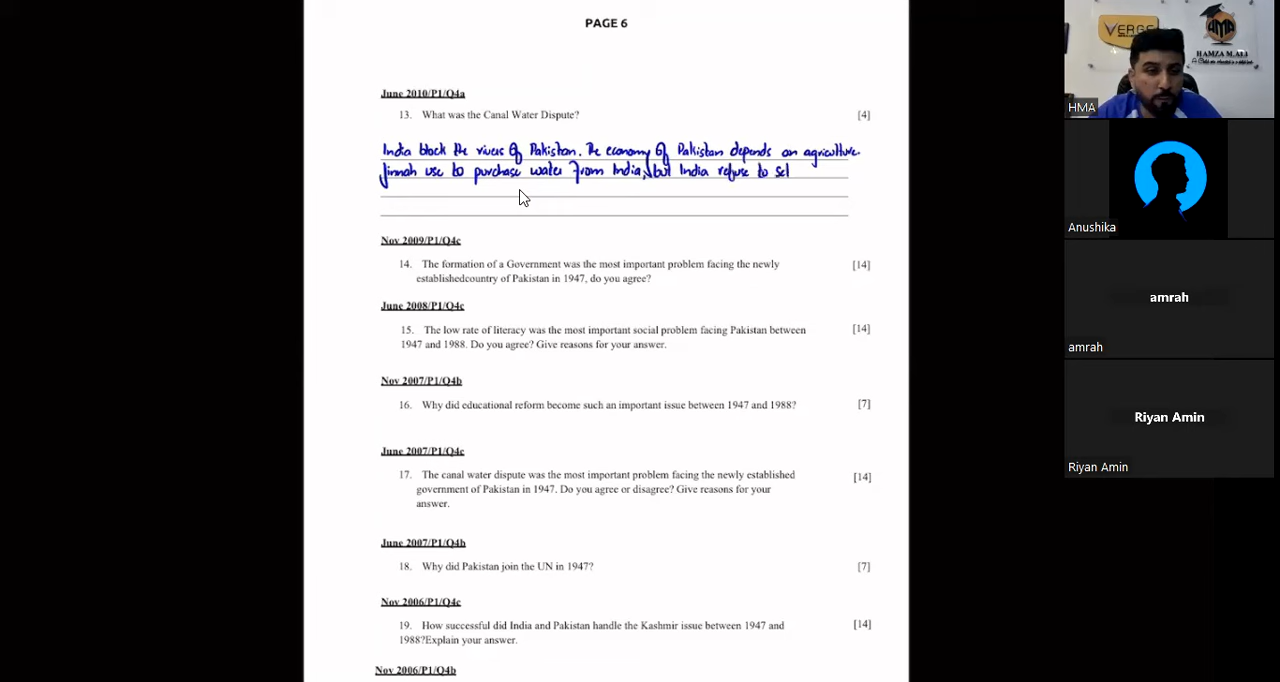 PAGE 6
June 2010/P1/Q4a
13. What was the Canal Water Dispute? [4]
India block the rivers of Pakistan. The economy of Pakistan depends on agriculture.
Jinnah use to purchase water from India, but India refuse to sel
Nov 2009/P1/Q4c
14. The formation of a Government was the most important problem facing the newly [14]
establishedcountry of Pakistan in 1947, do you agree?
June 2008/P1/Q4c
15. The low rate of literacy was the most important social problem facing Pakistan between [14]
1947 and 1988. Do you agree? Give reasons for your answer.
Nov 2007/P1/Q4b
16. Why did educational reform become such an important issue between 1947 and 1988? [7]
June 2007/P1/Q4c
17. The canal water dispute was the most important problem facing the newly established [14]
government of Pakistan in 1947. Do you agree or disagree? Give reasons for your
answer.
June 2007/P1/Q4b
18. Why did Pakistan join the UN in 1947? [7]
Nov 2006/P1/Q4c
19. How successful did India and Pakistan handle the Kashmir issue between 1947 and [14]
1988?Explain your answer.
Nov 2006/P1/Q4b
VERGE
HAMZA M.ALI
HMA
Anushika
amrah
amrah
Riyan Amin
Riyan Amin